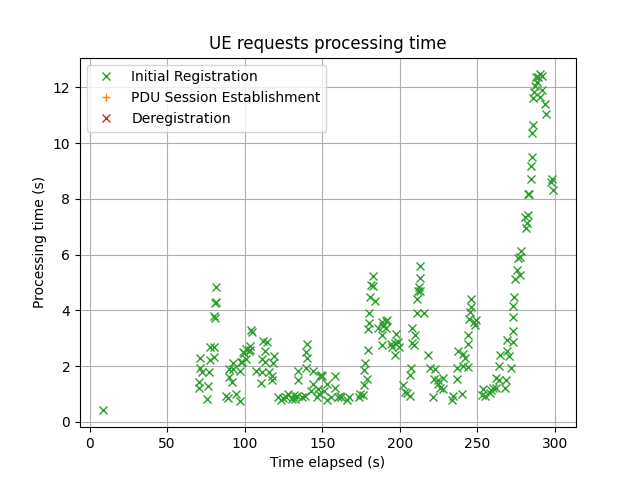 UE requests processing time
Initial Registration
PDU Session Establishment
Deregistration
Processing time (s)
12
10
8
6
4
2
0
0 50 100 150 200 250 300
Time elapsed (s)